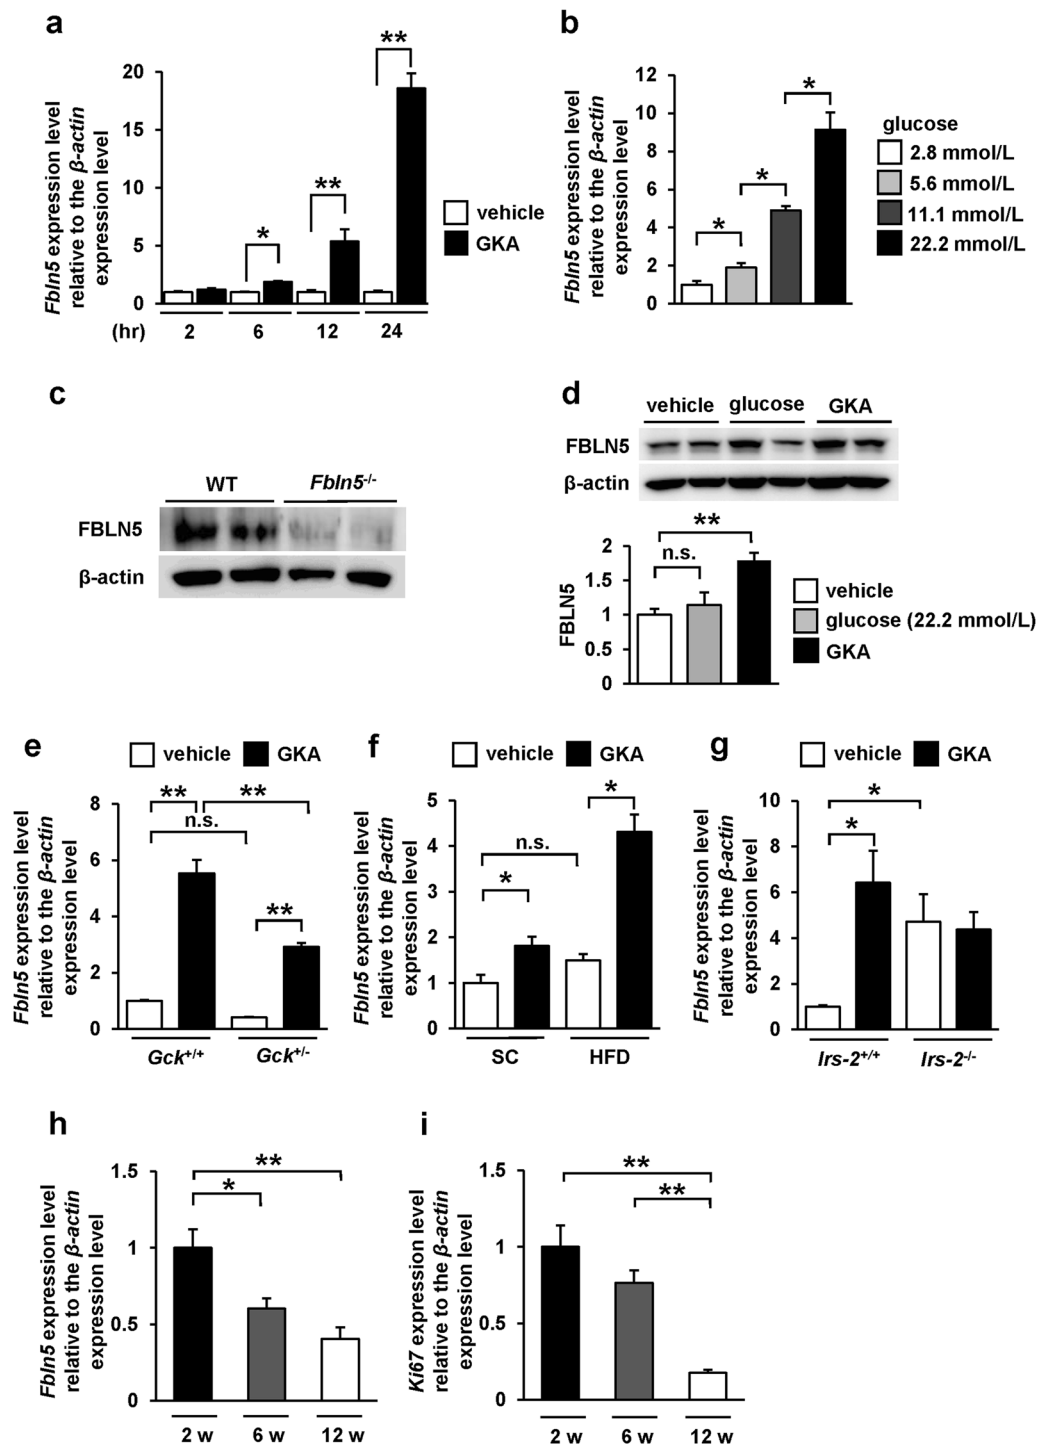 a
**
20
15
10
5
0
Fbln5 expression level
relative to the β-actin
expression level
**
*
vehicle
GKA
(hr)
2
6
12
24
b
12
10
8
6
4
2
0
Fbln5 expression level
relative to the β-actin
expression level
*
*
*
glucose
2.8 mmol/L
5.6 mmol/L
11.1 mmol/L
22.2 mmol/L
c
WT
Fbln5-/-
FBLN5
β-actin
d
vehicle
glucose
GKA
FBLN5
β-actin
**
n.s.
2
1.5
1
0.5
0
FBLN5
vehicle
glucose (22.2 mmol/L)
GKA
e
vehicle
GKA
8
6
4
2
0
Fbln5 expression level
relative to the β-actin
expression level
**
**
n.s.
**
Gck+/+
Gck+/-
f
vehicle
GKA
5
4
3
2
1
0
Fbln5 expression level
relative to the β-actin
expression level
*
n.s.
*
SC
HFD
g
vehicle
GKA
10
8
6
4
2
0
Fbln5 expression level
relative to the β-actin
expression level
*
*
Irs-2+/+
Irs-2-/-
h
1.5
1
0.5
0
Fbln5 expression level
relative to the β-actin
expression level
**
*
2 w
6 w
12 w
i
1.5
1
0.5
0
Ki67 expression level
relative to the β-actin
expression level
**
**
2 w
6 w
12 w